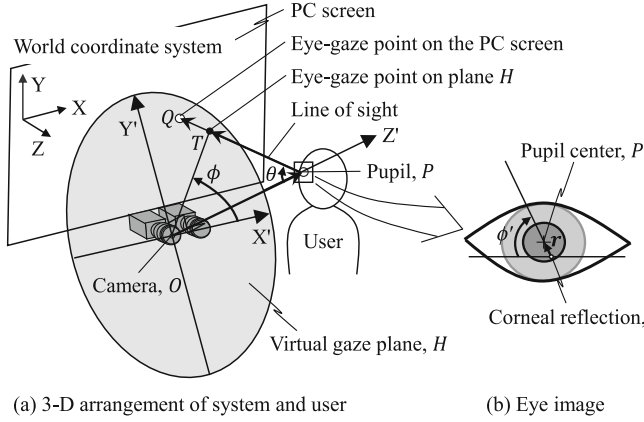 PC screen
World coordinate system
Eye-gaze point on the PC screen
Eye-gaze point on plane H
Line of sight
Y
X
Z
Y'
Q
T
Z'
ϕ
θ
Pupil, P
X'
User
Camera, O
Virtual gaze plane, H
Pupil center, P
ϕ'
r
Corneal reflection,
(a) 3-D arrangement of system and user
(b) Eye image